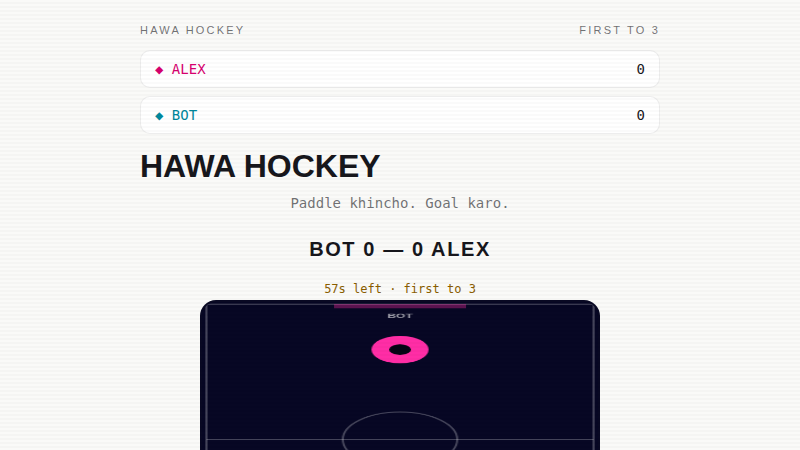 HAWA HOCKEY FIRST TO 3
◆ ALEX 0
◆ BOT 0
HAWA HOCKEY
Paddle khincho. Goal karo.
BOT 0 — 0 ALEX
57s left · first to 3
BOT